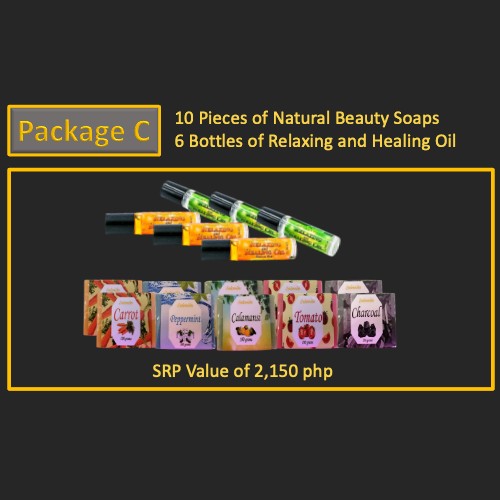 Package C
10 Pieces of Natural Beauty Soaps
6 Bottles of Relaxing and Healing Oil
Carrot
Peppermint
Calamansi
Tomato
Charcoal
SRP Value of 2,150 php